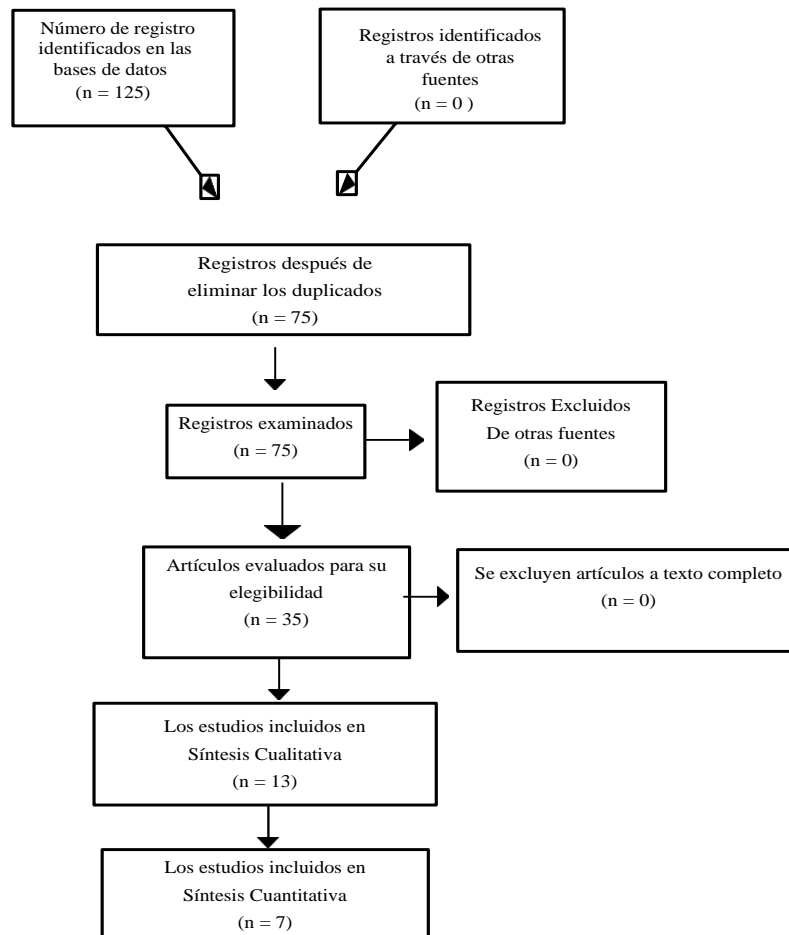 Número de registro
identificados en las
bases de datos
(n = 125)
Registros identificados
a través de otras
fuentes
(n = 0 )
Registros después de
eliminar los duplicados
(n = 75)
Registros examinados
(n = 75)
Registros Excluidos
De otras fuentes
(n = 0)
Artículos evaluados para su
elegibilidad
(n = 35)
Se excluyen artículos a texto completo
(n = 0)
Los estudios incluidos en
Síntesis Cualitativa
(n = 13)
Los estudios incluidos en
Síntesis Cuantitativa
(n = 7)